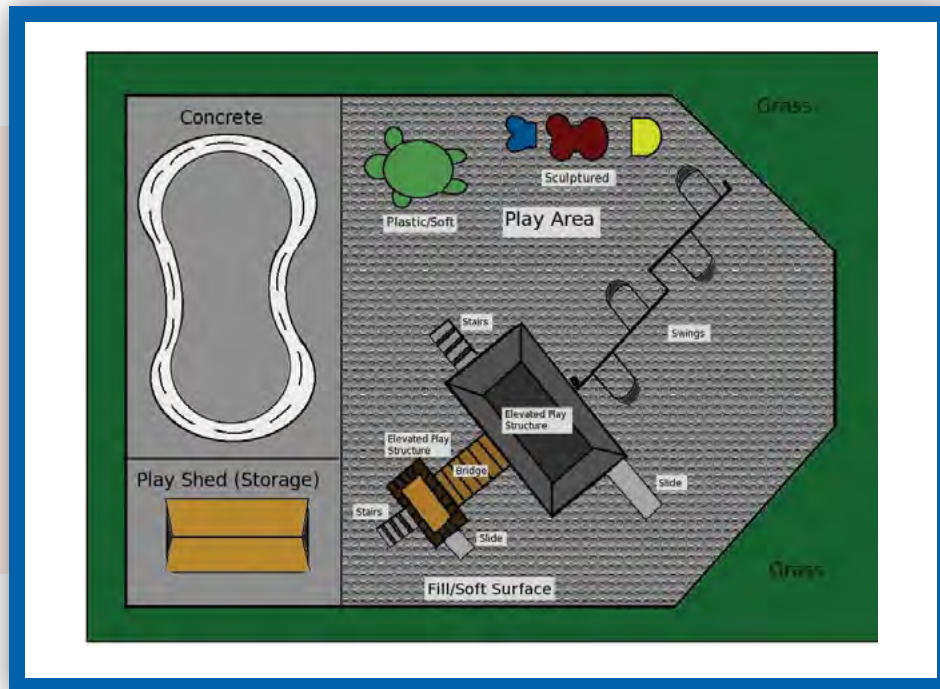 Concrete
Grass
Sculptured
Plastic/Soft
Play Area
Stairs
Swings
Elevated Play
Structure
Elevated Play
Structure
Bridge
Play Shed (Storage)
Slide
Stairs
Slide
Grass
Fill/Soft Surface